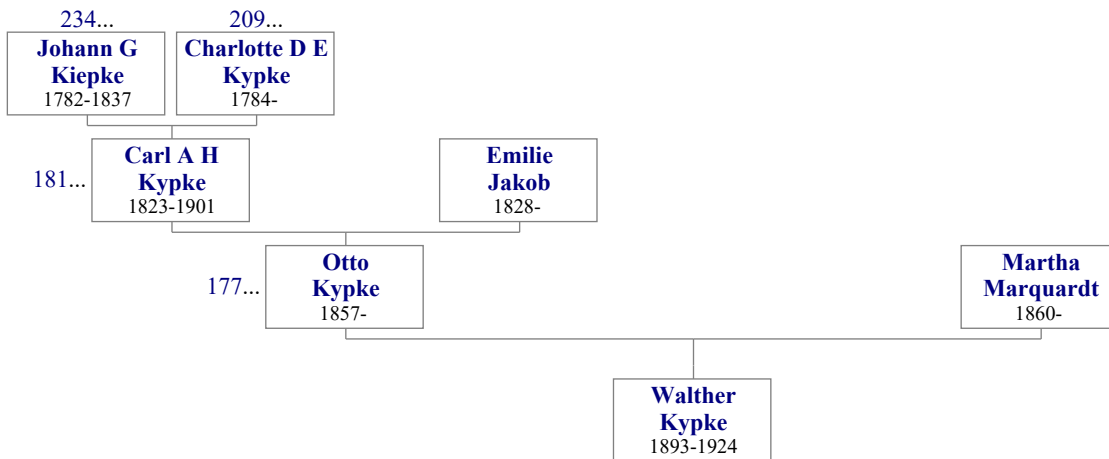 234...
209...
Johann G
Kiepke
1782-1837
Charlotte D E
Kypke
1784-
181...
Carl A H
Kypke
1823-1901
Emilie
Jakob
1828-
177...
Otto
Kypke
1857-
Martha
Marquardt
1860-
Walther
Kypke
1893-1924